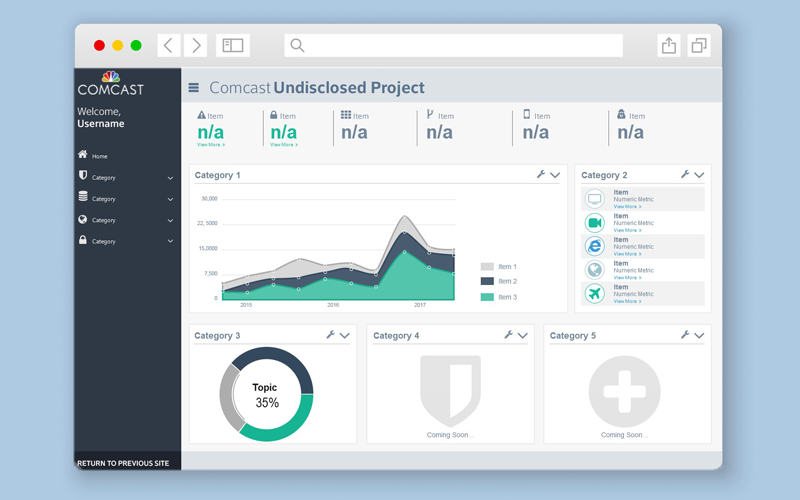 COMCAST
Welcome,
Username
Home
Category
Category
Category
Category
RETURN TO PREVIOUS SITE
Comcast Undisclosed Project
Item
n/a
View More >
Item
n/a
View More >
Item
n/a
Item
n/a
Item
n/a
Item
n/a
Category 1
30,000
22, 5000
15,0000
7,500
0
2015
2016
2017
Item 1
Item 2
Item 3
Category 2
Item
Numeric Metric
View More >
Item
Numeric Metric
View More >
Item
Numeric Metric
View More >
Item
Numeric Metric
View More >
Item
Numeric Metric
View More >
Category 3
Topic
35%
Category 4
Coming Soon...
Category 5
Coming Soon...